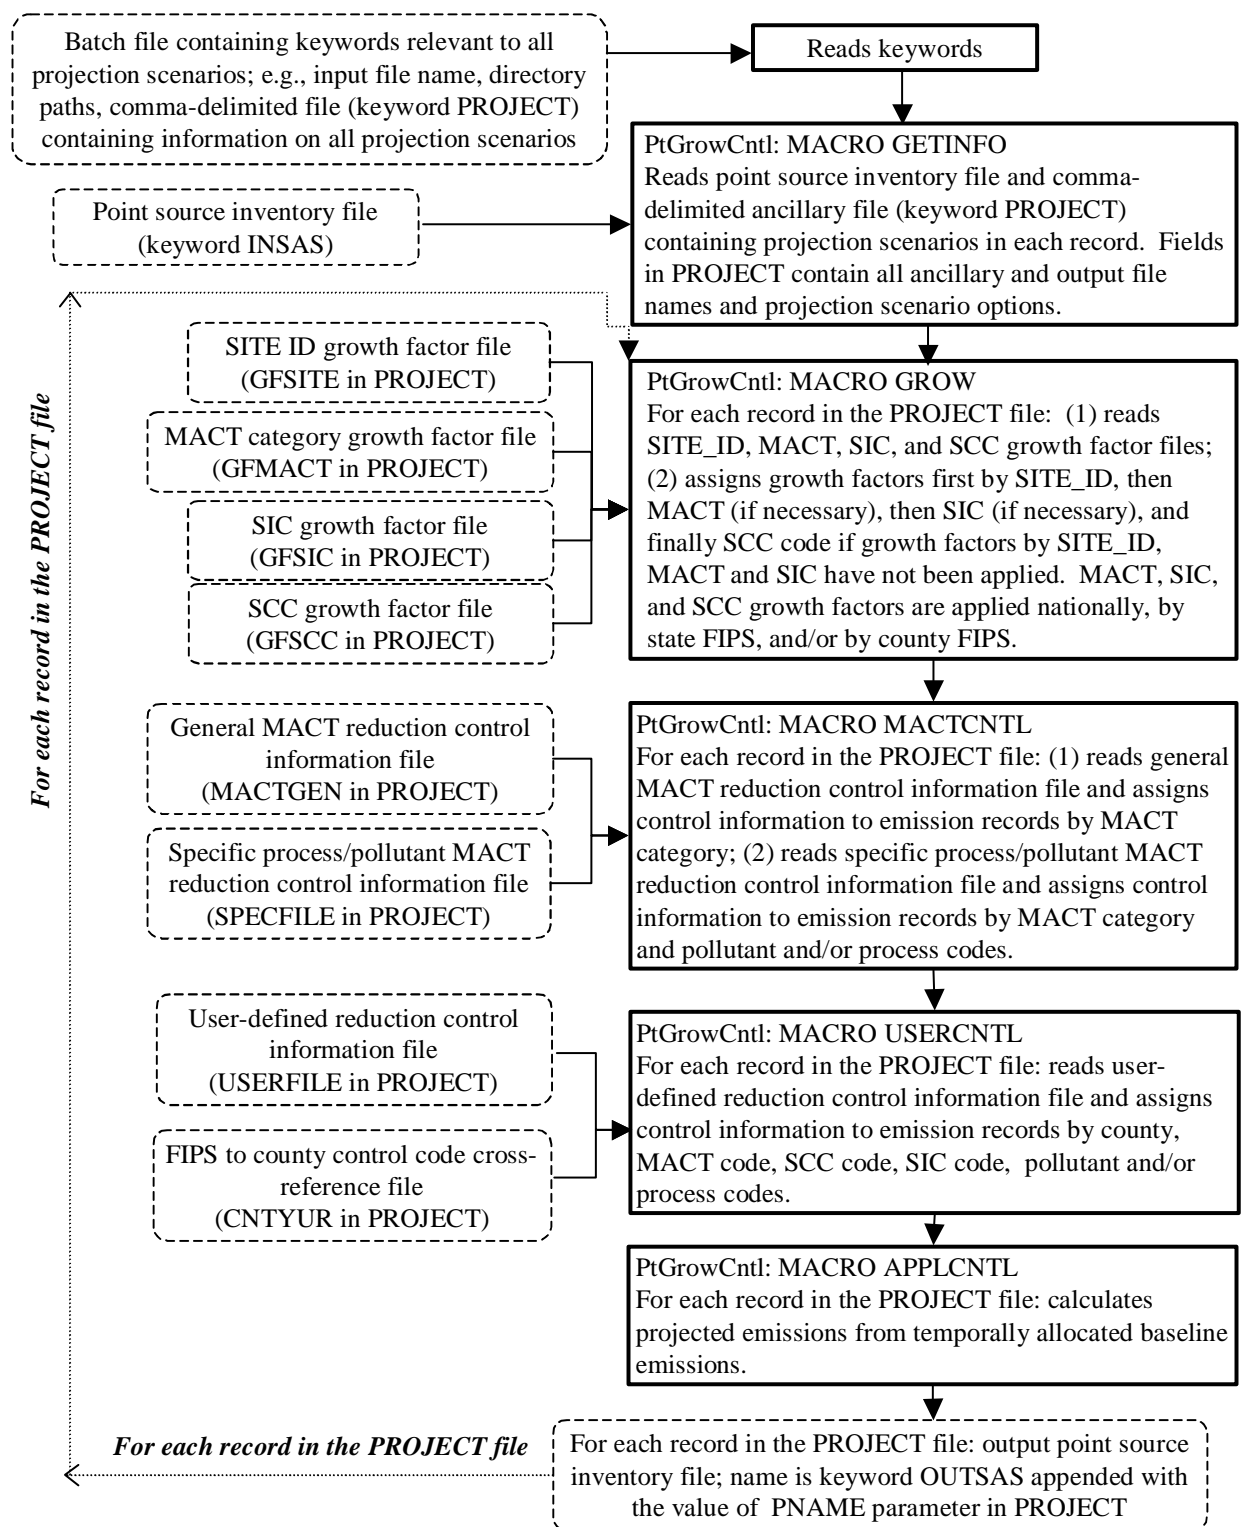 Batch file containing keywords relevant to all
projection scenarios; e.g., input file name, directory
paths, comma-delimited file (keyword PROJECT)
containing information on all projection scenarios
Reads keywords
PtGrowCntl: MACRO GETINFO
Reads point source inventory file and comma-
delimited ancillary file (keyword PROJECT)
containing projection scenarios in each record.  Fields
in PROJECT contain all ancillary and output file
names and projection scenario options.
Point source inventory file
(keyword INSAS)
For each record in the PROJECT file
SITE ID growth factor file
(GFSITE in PROJECT)
MACT category growth factor file
(GFMACT in PROJECT)
SIC growth factor file
(GFSIC in PROJECT)
SCC growth factor file
(GFSCC in PROJECT)
PtGrowCntl: MACRO GROW
For each record in the PROJECT file:  (1) reads
SITE_ID, MACT, SIC, and SCC growth factor files;
(2) assigns growth factors first by SITE_ID, then
MACT (if necessary), then SIC (if necessary), and
finally SCC code if growth factors by SITE_ID,
MACT and SIC have not been applied.  MACT, SIC,
and SCC growth factors are applied nationally, by
state FIPS, and/or by county FIPS.
General MACT reduction control
information file
(MACTGEN in PROJECT)
Specific process/pollutant MACT
reduction control information file
(SPECFILE in PROJECT)
PtGrowCntl: MACRO MACTCNTL
For each record in the PROJECT file: (1) reads general
MACT reduction control information file and assigns
control information to emission records by MACT
category; (2) reads specific process/pollutant MACT
reduction control information file and assigns control
information to emission records by MACT category
and pollutant and/or process codes.
User-defined reduction control
information file
(USERFILE in PROJECT)
FIPS to county control code cross-
reference file
(CNTYUR in PROJECT)
PtGrowCntl: MACRO USERCNTL
For each record in the PROJECT file: reads user-
defined reduction control information file and assigns
control information to emission records by county,
MACT code, SCC code, SIC code,  pollutant and/or
process codes.
PtGrowCntl: MACRO APPLCNTL
For each record in the PROJECT file: calculates
projected emissions from temporally allocated baseline
emissions.
For each record in the PROJECT file
For each record in the PROJECT file: output point source
inventory file; name is keyword OUTSAS appended with
the value of  PNAME parameter in PROJECT